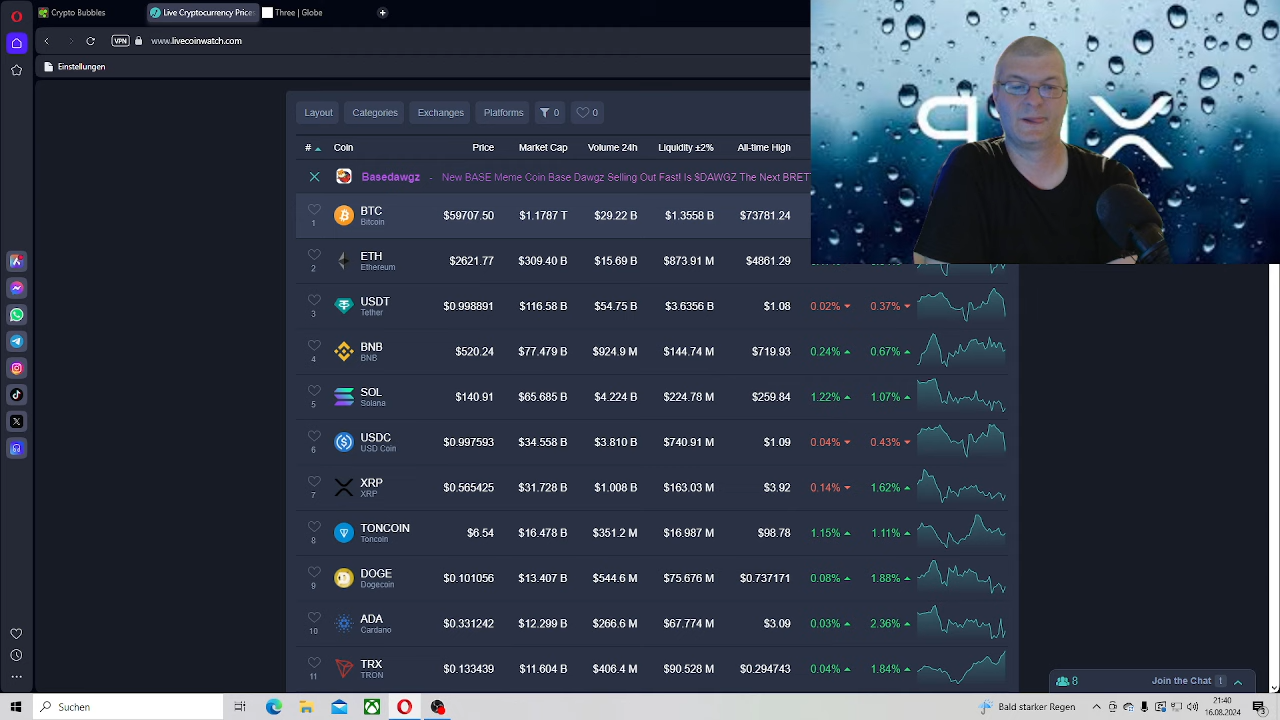 Crypto Bubbles
Live Cryptocurrency Price
Three | Globe
VPN www.livecoinwatch.com
Einstellungen
Layout Categories Exchanges Platforms 0 0
# Coin Price Market Cap Volume 24h Liquidity ±2% All-time High
Basedawgz - New BASE Meme Coin Base Dawgz Selling Out Fast! Is $DAWGZ The Next BRET
1 BTC Bitcoin $59707.50 $1.1787 T $29.22 B $1.3558 B $73781.24
2 ETH Ethereum $2621.77 $309.40 B $15.69 B $873.91 M $4861.29
3 USDT Tether $0.998891 $116.58 B $54.75 B $3.6356 B $1.08 0.02% 0.37%
4 BNB BNB $520.24 $77.479 B $924.9 M $144.74 M $719.93 0.24% 0.67%
5 SOL Solana $140.91 $65.685 B $4.224 B $224.78 M $259.84 1.22% 1.07%
6 USDC USD Coin $0.997593 $34.558 B $3.810 B $740.91 M $1.09 0.04% 0.43%
7 XRP XRP $0.565425 $31.728 B $1.008 B $163.03 M $3.92 0.14% 1.62%
8 TONCOIN Toncoin $6.54 $16.478 B $351.2 M $16.987 M $98.78 1.15% 1.11%
9 DOGE Dogecoin $0.101056 $13.407 B $544.6 M $75.676 M $0.737171 0.08% 1.88%
10 ADA Cardano $0.331242 $12.299 B $266.6 M $67.774 M $3.09 0.03% 2.36%
11 TRX TRON $0.133439 $11.604 B $406.4 M $90.528 M $0.294743 0.04% 1.84%
8 Join the Chat 1
Suchen
Bald starker Regen
21:40
16.08.2024
3